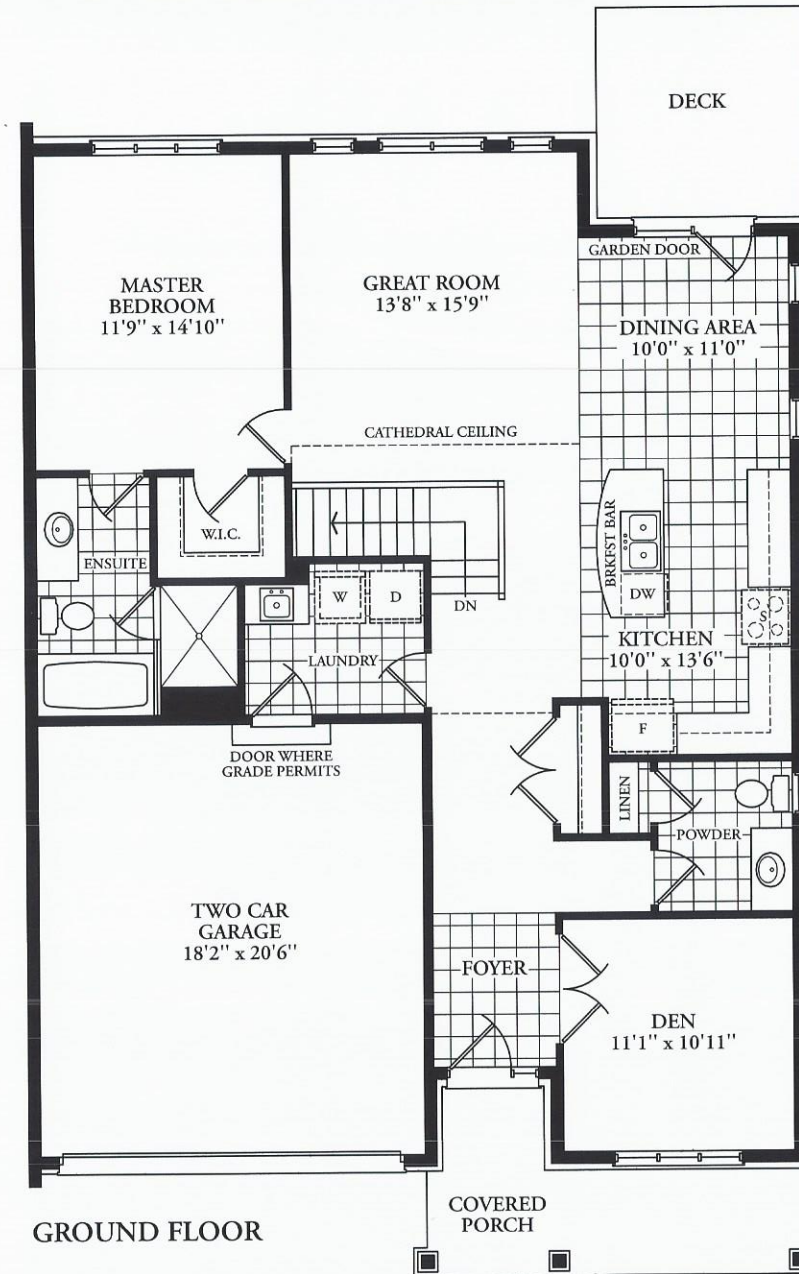 DECK
GARDEN DOOR
MASTER
BEDROOM
11'9" x 14'10"
GREAT ROOM
13'8" x 15'9"
DINING AREA
10'0" x 11'0"
CATHEDRAL CEILING
W.I.C.
BRKFST BAR
ENSUITE
W
D
DW
S
DN
KITCHEN
10'0" x 13'6"
LAUNDRY
F
DOOR WHERE
GRADE PERMITS
LINEN
POWDER
TWO CAR
GARAGE
18'2" x 20'6"
FOYER
DEN
11'1" x 10'11"
COVERED
PORCH
GROUND FLOOR